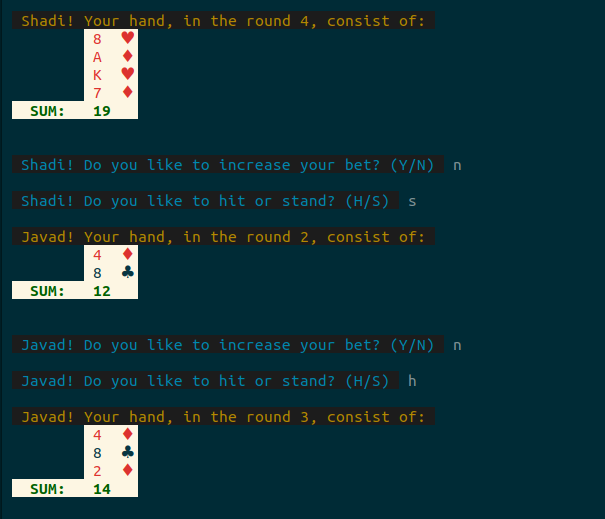 Shadi! Your hand, in the round 4, consist of:
8 ♥
A ♦
K ♥
7 ♦
SUM: 19
Shadi! Do you like to increase your bet? (Y/N) n
Shadi! Do you like to hit or stand? (H/S) s
Javad! Your hand, in the round 2, consist of:
4 ♦
8 ♣
SUM: 12
Javad! Do you like to increase your bet? (Y/N) n
Javad! Do you like to hit or stand? (H/S) h
Javad! Your hand, in the round 3, consist of:
4 ♦
8 ♣
2 ♦
SUM: 14